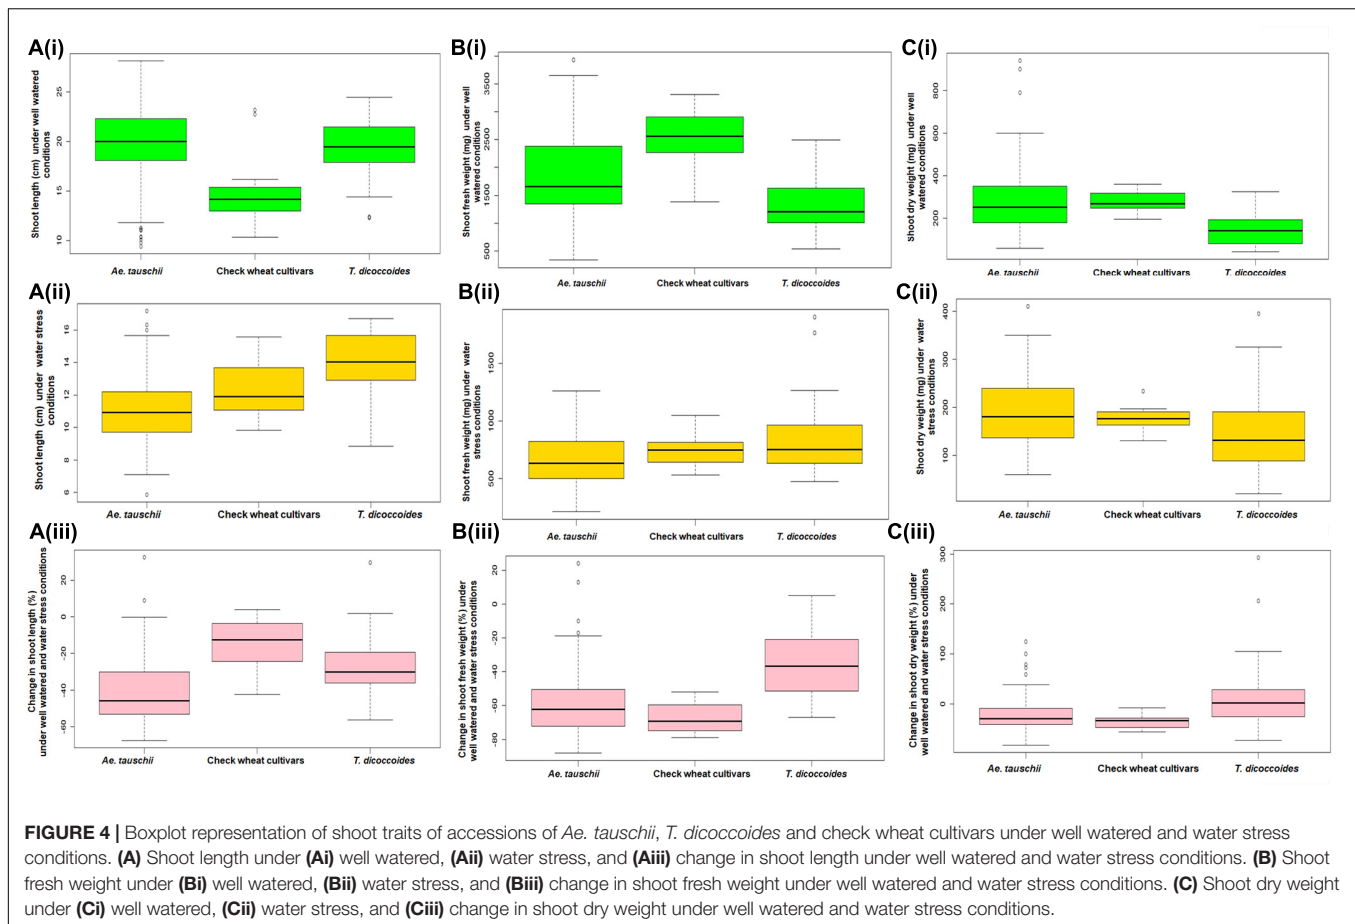 A(i)
Shoot length (cm) under well watered
conditions
25
20
15
10
Ae. tauschii
Check wheat cultivars
T. dicoccoides
B(i)
Shoot fresh weight (mg) under well
watered conditions
3500
2500
1500
500
Ae. tauschii
Check wheat cultivars
T. dicoccoides
C(i)
Shoot dry weight (mg) under well
watered conditions
800
600
400
200
Ae. tauschii
Check wheat cultivars
T. dicoccoides
A(ii)
Shoot length (cm) under water stress
conditions
16
14
12
10
8
6
Ae. tauschii
Check wheat cultivars
T. dicoccoides
B(ii)
Shoot fresh weight (mg) under water
stress conditions
1500
1000
500
Ae. tauschii
Check wheat cultivars
T. dicoccoides
C(ii)
Shoot dry weight (mg) under water
stress conditions
400
300
200
100
Ae. tauschii
Check wheat cultivars
T. dicoccoides
A(iii)
Change in shoot length (%)
under well watered and water stress conditions
20
0
-20
-40
-60
Ae. tauschii
Check wheat cultivars
T. dicoccoides
B(iii)
Change in shoot fresh weight (%) under
well watered and water stress conditions
20
0
-20
-40
-60
-80
Ae. tauschii
Check wheat cultivars
T. dicoccoides
C(iii)
Change in shoot dry weight (%) under
well watered and water stress conditions
300
200
100
0
Ae. tauschii
Check wheat cultivars
T. dicoccoides
FIGURE 4 | Boxplot representation of shoot traits of accessions of Ae. tauschii, T. dicoccoides and check wheat cultivars under well watered and water stress
conditions. (A) Shoot length under (Ai) well watered, (Aii) water stress, and (Aiii) change in shoot length under well watered and water stress conditions. (B) Shoot
fresh weight under (Bi) well watered, (Bii) water stress, and (Biii) change in shoot fresh weight under well watered and water stress conditions. (C) Shoot dry weight
under (Ci) well watered, (Cii) water stress, and (Ciii) change in shoot dry weight under well watered and water stress conditions.